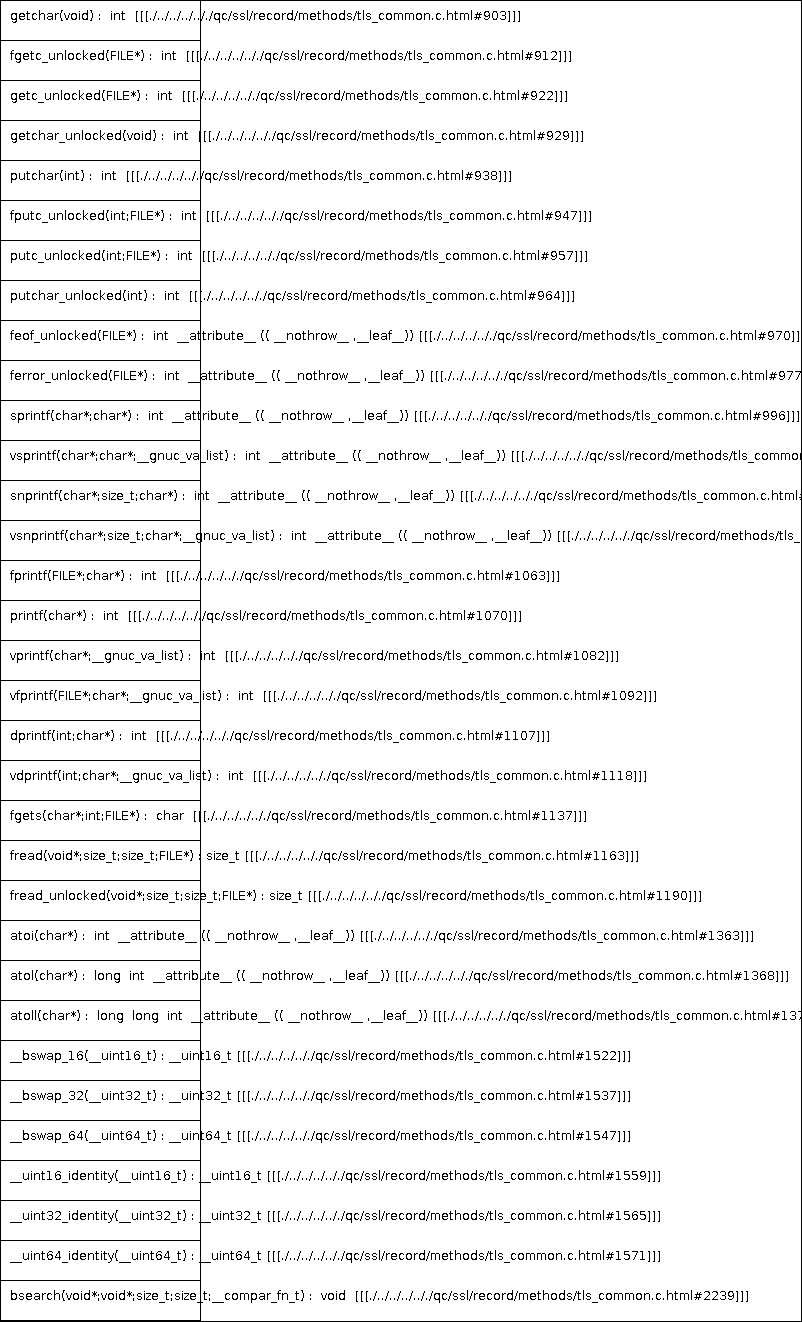 getchar(void) :  int  [[[./../../../../../qc/ssl/record/methods/tls_common.c.html#903]]]
fgetc_unlocked(FILE*) :  int  [[[./../../../../../qc/ssl/record/methods/tls_common.c.html#912]]]
getc_unlocked(FILE*) :  int  [[[./../../../../../qc/ssl/record/methods/tls_common.c.html#922]]]
getchar_unlocked(void) :  int  [[[./../../../../../qc/ssl/record/methods/tls_common.c.html#929]]]
putchar(int) :  int  [[[./../../../../../qc/ssl/record/methods/tls_common.c.html#938]]]
fputc_unlocked(int;FILE*) :  int  [[[./../../../../../qc/ssl/record/methods/tls_common.c.html#947]]]
putc_unlocked(int;FILE*) :  int  [[[./../../../../../qc/ssl/record/methods/tls_common.c.html#957]]]
putchar_unlocked(int) :  int  [[[./../../../../../qc/ssl/record/methods/tls_common.c.html#964]]]
feof_unlocked(FILE*) :  int  __attribute__ (( __nothrow__ ,__leaf__)) [[[./../../../../../qc/ssl/record/methods/tls_common.c.html#970]]]
ferror_unlocked(FILE*) :  int  __attribute__ (( __nothrow__ ,__leaf__)) [[[./../../../../../qc/ssl/record/methods/tls_common.c.html#977
sprintf(char*;char*) :  int  __attribute__ (( __nothrow__ ,__leaf__)) [[[./../../../../../qc/ssl/record/methods/tls_common.c.html#996]]]
vsprintf(char*;char*;__gnuc_va_list) :  int  __attribute__ (( __nothrow__ ,__leaf__)) [[[./../../../../../qc/ssl/record/methods/tls_common
snprintf(char*;size_t;char*) :  int  __attribute__ (( __nothrow__ ,__leaf__)) [[[./../../../../../qc/ssl/record/methods/tls_common.c.html#
vsnprintf(char*;size_t;char*;__gnuc_va_list) :  int  __attribute__ (( __nothrow__ ,__leaf__)) [[[./../../../../../qc/ssl/record/methods/tls_
fprintf(FILE*;char*) :  int  [[[./../../../../../qc/ssl/record/methods/tls_common.c.html#1063]]]
printf(char*) :  int  [[[./../../../../../qc/ssl/record/methods/tls_common.c.html#1070]]]
vprintf(char*;__gnuc_va_list) :  int  [[[./../../../../../qc/ssl/record/methods/tls_common.c.html#1082]]]
vfprintf(FILE*;char*;__gnuc_va_list) :  int  [[[./../../../../../qc/ssl/record/methods/tls_common.c.html#1092]]]
dprintf(int;char*) :  int  [[[./../../../../../qc/ssl/record/methods/tls_common.c.html#1107]]]
vdprintf(int;char*;__gnuc_va_list) :  int  [[[./../../../../../qc/ssl/record/methods/tls_common.c.html#1118]]]
fgets(char*;int;FILE*) :  char  [[[./../../../../../qc/ssl/record/methods/tls_common.c.html#1137]]]
fread(void*;size_t;size_t;FILE*) : size_t [[[./../../../../../qc/ssl/record/methods/tls_common.c.html#1163]]]
fread_unlocked(void*;size_t;size_t;FILE*) : size_t [[[./../../../../../qc/ssl/record/methods/tls_common.c.html#1190]]]
atoi(char*) :  int  __attribute__ (( __nothrow__ ,__leaf__)) [[[./../../../../../qc/ssl/record/methods/tls_common.c.html#1363]]]
atol(char*) :  long  int  __attribute__ (( __nothrow__ ,__leaf__)) [[[./../../../../../qc/ssl/record/methods/tls_common.c.html#1368]]]
atoll(char*) :  long  long  int  __attribute__ (( __nothrow__ ,__leaf__)) [[[./../../../../../qc/ssl/record/methods/tls_common.c.html#137
__bswap_16(__uint16_t) : __uint16_t [[[./../../../../../qc/ssl/record/methods/tls_common.c.html#1522]]]
__bswap_32(__uint32_t) : __uint32_t [[[./../../../../../qc/ssl/record/methods/tls_common.c.html#1537]]]
__bswap_64(__uint64_t) : __uint64_t [[[./../../../../../qc/ssl/record/methods/tls_common.c.html#1547]]]
__uint16_identity(__uint16_t) : __uint16_t [[[./../../../../../qc/ssl/record/methods/tls_common.c.html#1559]]]
__uint32_identity(__uint32_t) : __uint32_t [[[./../../../../../qc/ssl/record/methods/tls_common.c.html#1565]]]
__uint64_identity(__uint64_t) : __uint64_t [[[./../../../../../qc/ssl/record/methods/tls_common.c.html#1571]]]
bsearch(void*;void*;size_t;size_t;__compar_fn_t) :  void  [[[./../../../../../qc/ssl/record/methods/tls_common.c.html#2239]]]